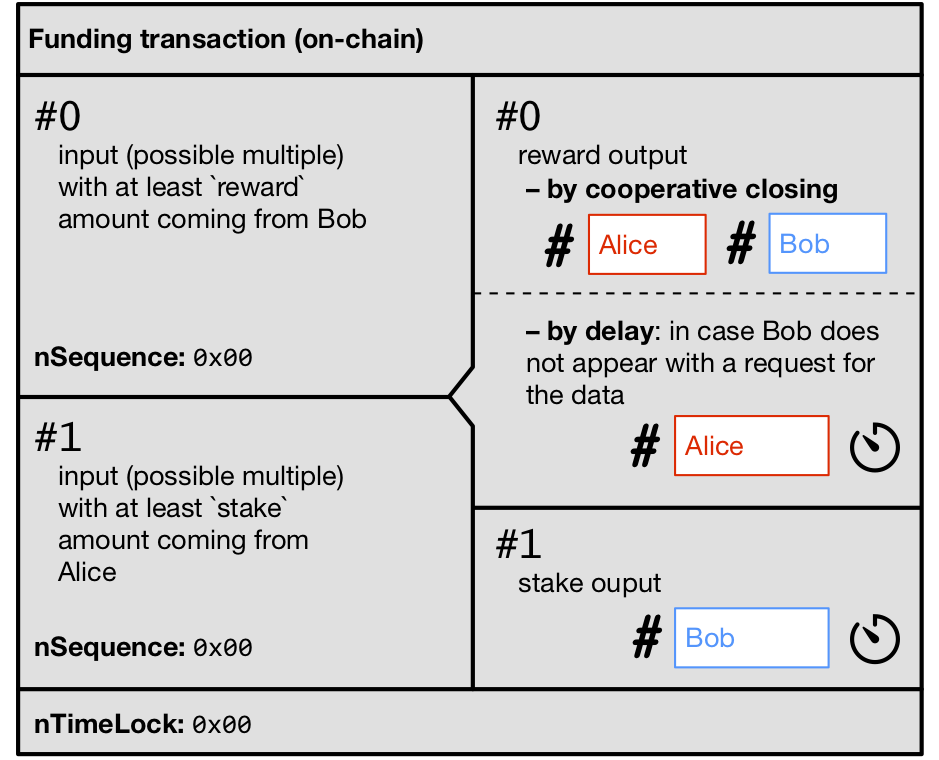 Funding transaction (on-chain)
#0
input (possible multiple)
with at least `reward`
amount coming from Bob
nSequence: 0x00
#1
input (possible multiple)
with at least `stake`
amount coming from
Alice
nSequence: 0x00
#0
reward output
– by cooperative closing
# Alice # Bob
– by delay: in case Bob does
not appear with a request for
the data
# Alice
#1
stake ouput
# Bob
nTimeLock: 0x00